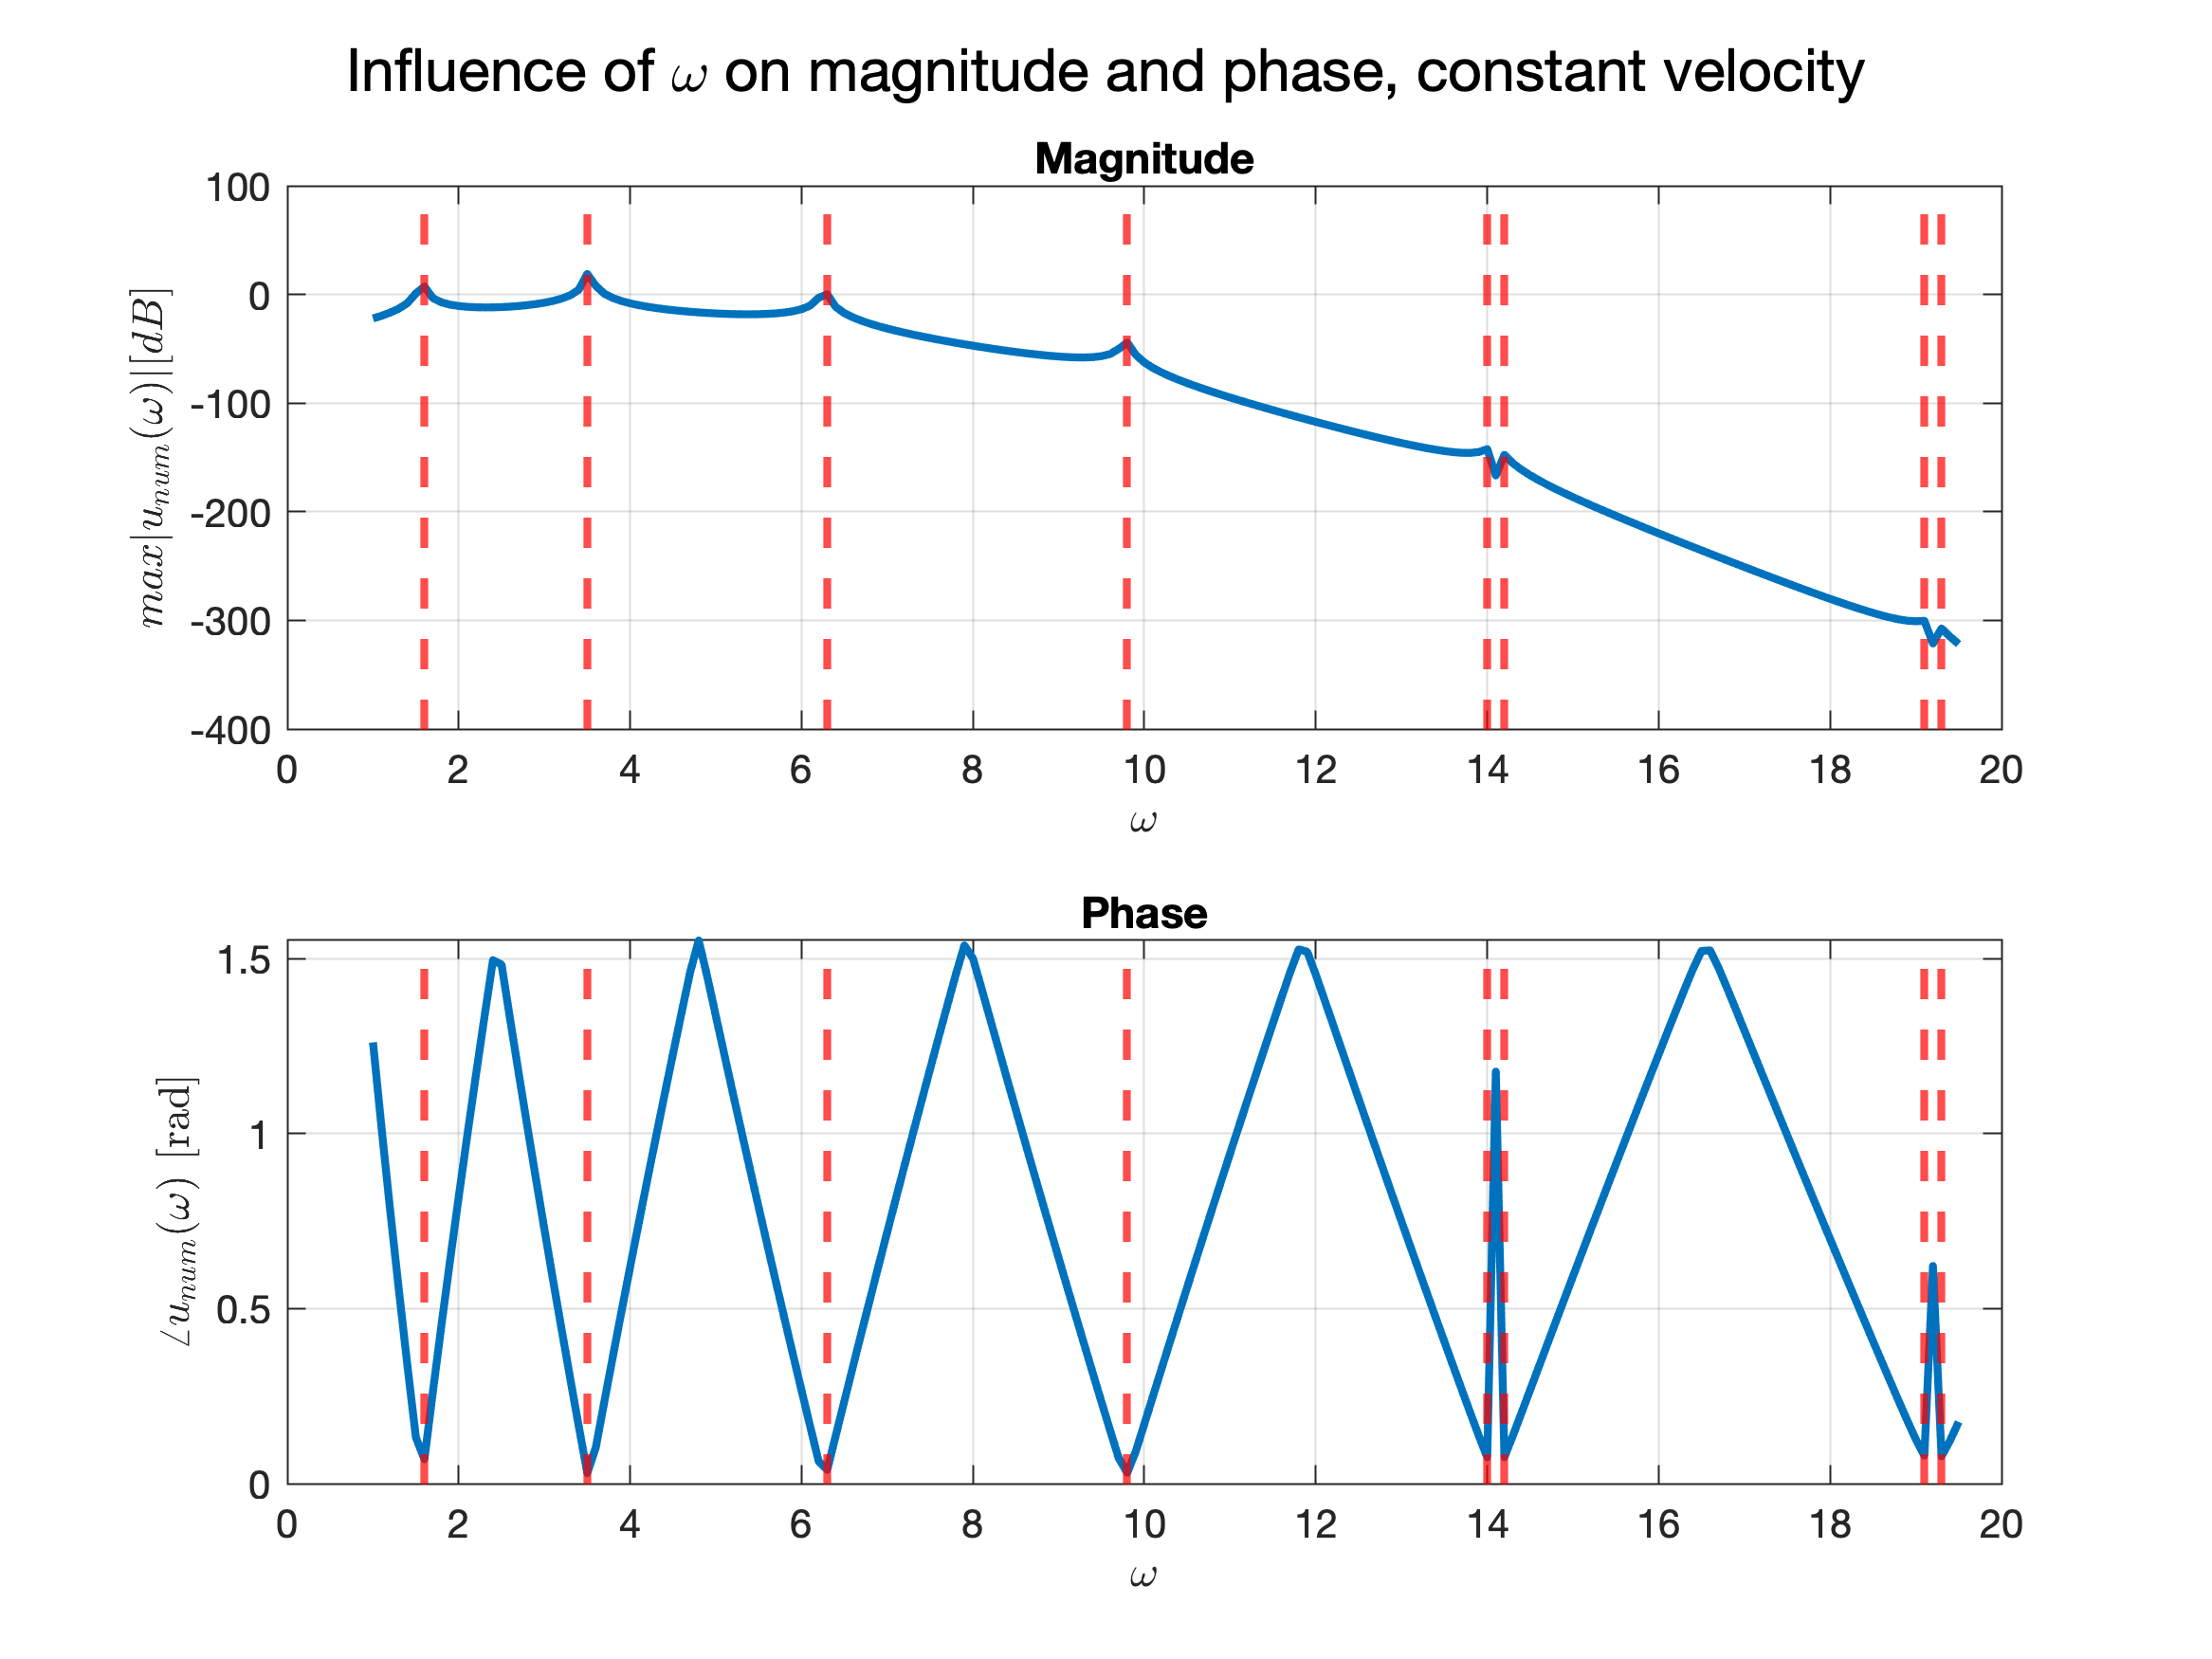 Influence of ω on magnitude and phase, constant velocity
Magnitude
max|u_num(ω)|[dB]
100
0
-100
-200
-300
-400
0 2 4 6 8 10 12 14 16 18 20
ω
Phase
∠u_num(ω) [rad]
1.5
1
0.5
0
0 2 4 6 8 10 12 14 16 18 20
ω